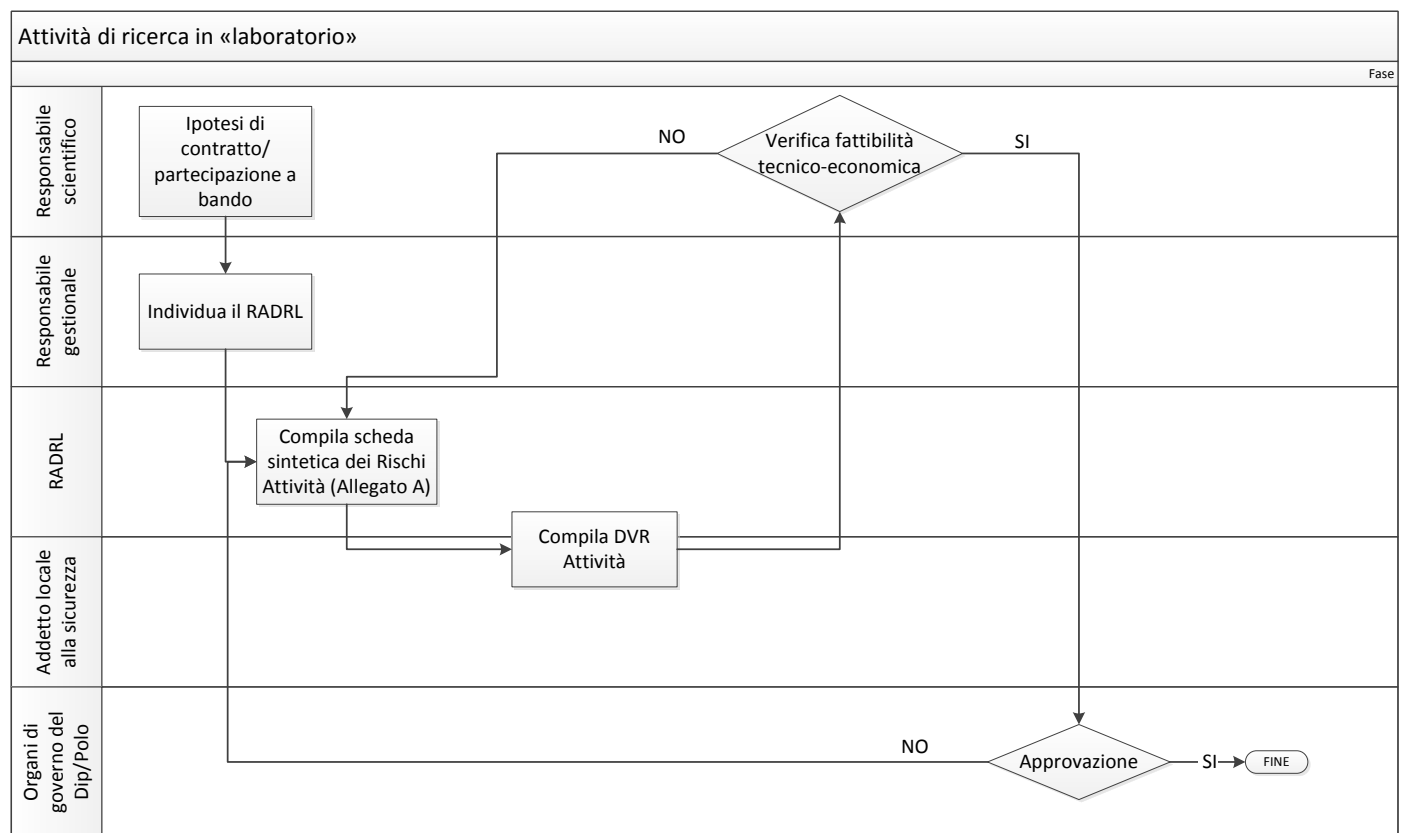 Attività di ricerca in «laboratorio»
Fase
Responsabile
scientifico
Ipotesi di
contratto/
partecipazione a
bando
NO
Verifica fattibilità
tecnico-economica
SI
Responsabile
gestionale
Individua il RADRL
RADRL
Compila scheda
sintetica dei Rischi
Attività (Allegato A)
Compila DVR
Attività
Addetto locale
alla sicurezza
Organi di
governo del
Dip/Polo
NO
Approvazione
SI
FINE